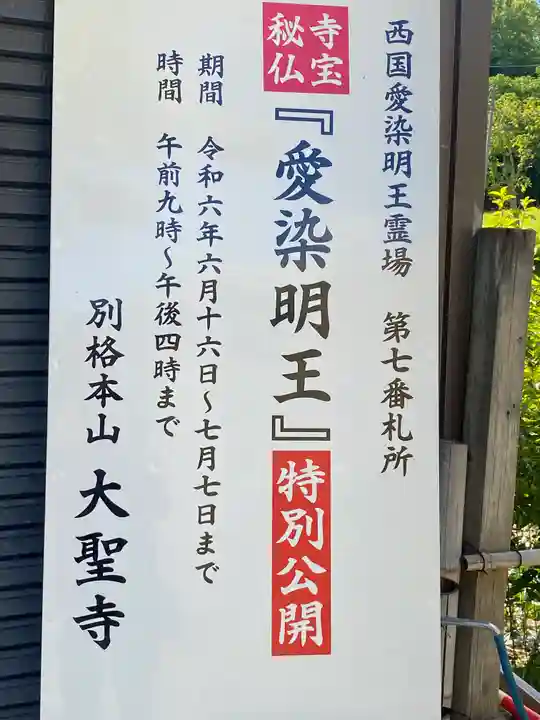 西国愛染明王霊場　第七番札所
寺宝
秘仏
『愛染明王』特別公開
期間　令和六年六月十六日～七月七日まで
時間　午前九時～午後四時まで
別格本山 大聖寺